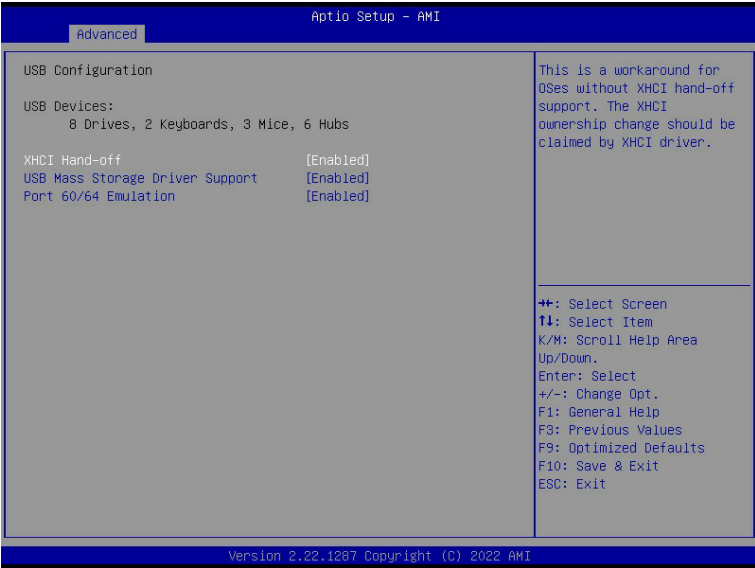 Aptio Setup – AMI
Advanced
USB Configuration
USB Devices:
8 Drives, 2 Keyboards, 3 Mice, 6 Hubs
XHCI Hand-off [Enabled]
USB Mass Storage Driver Support [Enabled]
Port 60/64 Emulation [Enabled]
This is a workaround for
OSes without XHCI hand-off
support. The XHCI
ownership change should be
claimed by XHCI driver.
→←: Select Screen
↑↓: Select Item
K/M: Scroll Help Area
Up/Down.
Enter: Select
+/-: Change Opt.
F1: General Help
F3: Previous Values
F9: Optimized Defaults
F10: Save & Exit
ESC: Exit
Version 2.22.1287 Copyright (C) 2022 AMI